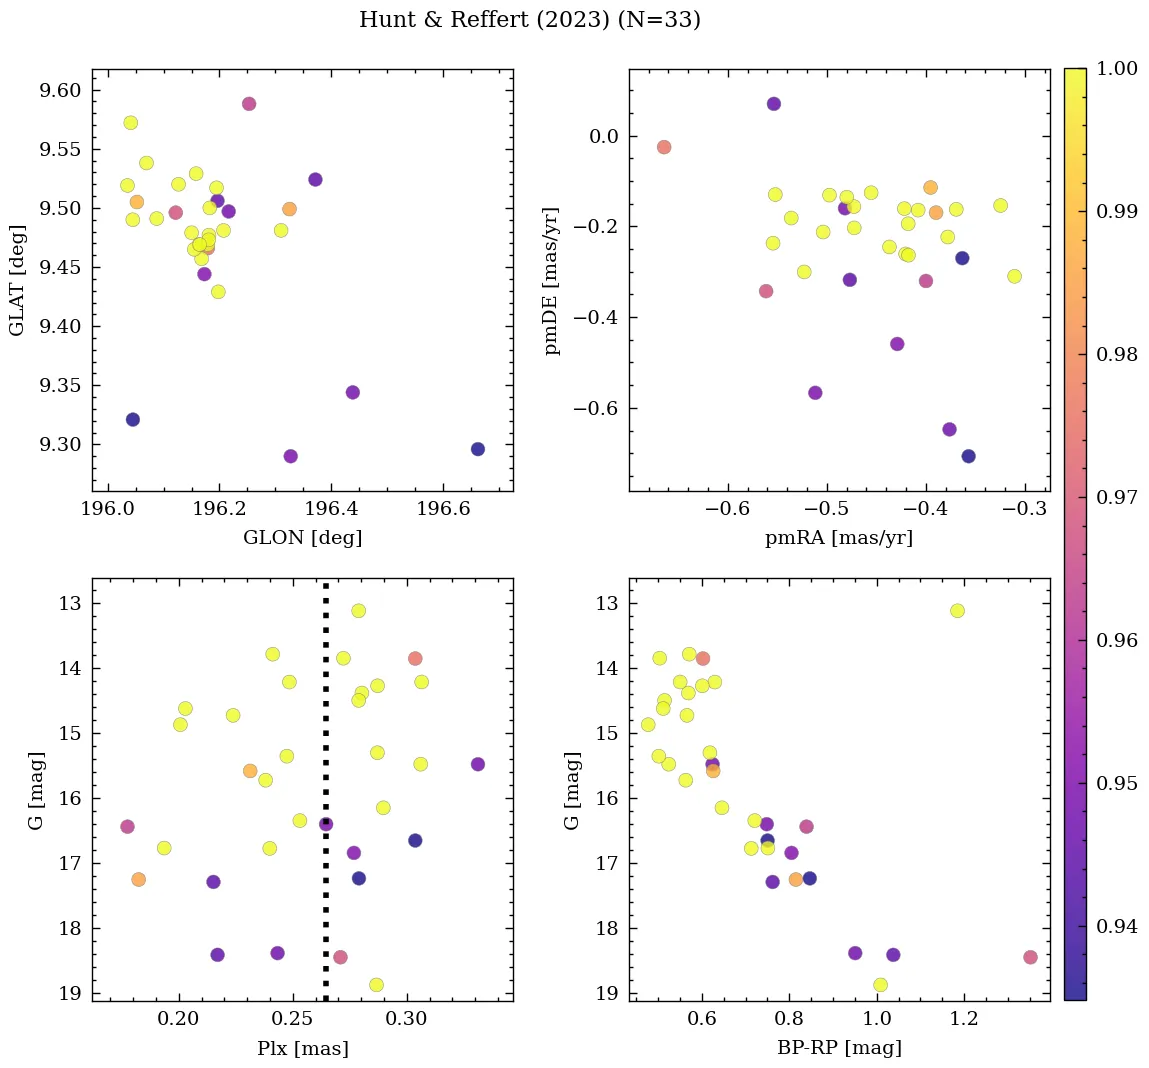 Hunt & Reffert (2023) (N=33)
9.60
9.55
9.50
9.45
9.40
9.35
9.30
GLAT [deg]
196.0 196.2 196.4 196.6
GLON [deg]
0.0
−0.2
−0.4
−0.6
pmDE [mas/yr]
−0.6 −0.5 −0.4 −0.3
pmRA [mas/yr]
13
14
15
16
17
18
19
G [mag]
0.20 0.25 0.30
Plx [mas]
13
14
15
16
17
18
19
G [mag]
0.6 0.8 1.0 1.2
BP-RP [mag]
1.00
0.99
0.98
0.97
0.96
0.95
0.94